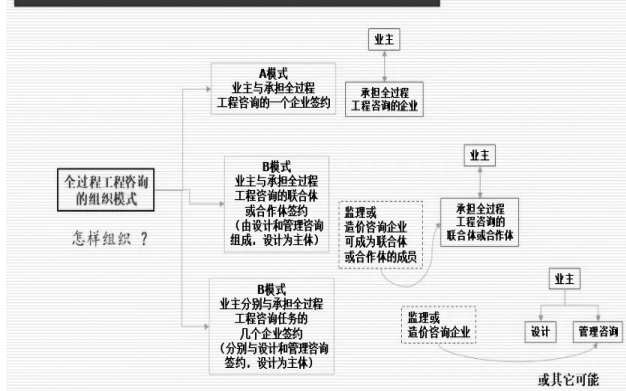 业主
A模式
业主与承担全过程
工程咨询的一个企业签约
承担全过程
工程咨询的企业
全过程工程咨询
的组织模式
怎样组织 ?
B模式
业主与承担全过程
工程咨询的联合体
或合作体签约
(由设计和管理咨询
组成,设计为主体)
业主
监理或
造价咨询企业
可成为联合体
或合作体的成员
承担全过程
工程咨询的
联合体或合作体
B模式
业主分别与承担全过程
工程咨询任务的
几个企业签约
(分别与设计和管理咨询
签约,设计为主体)
业主
监理或
造价咨询企业
设计
管理咨询
或其它可能